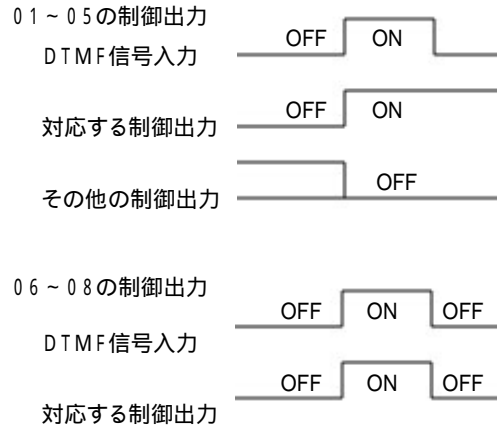 01~05の制御出力
OFF ON
DTMF信号入力
OFF ON
対応する制御出力
OFF
その他の制御出力
06~08の制御出力
OFF ON OFF
DTMF信号入力
OFF ON OFF
対応する制御出力